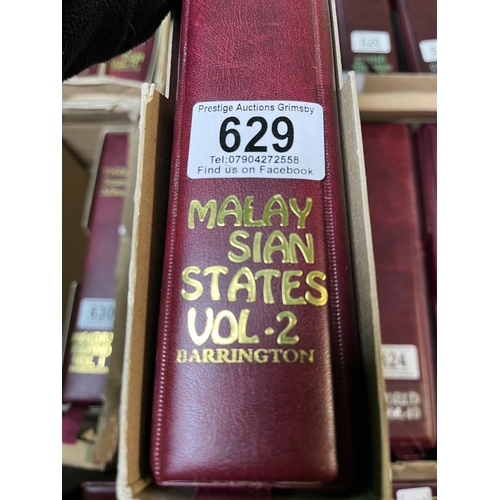 Prestige Auctions Grimsby
629
Tel:07904272558
Find us on Facebook
MALAY
SIAN
STATES
VOL-2
BARRINGTON
630
624